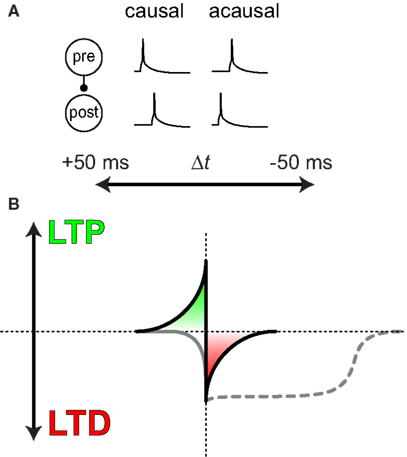 A
causal acausal
pre
post
+50 ms Δt -50 ms
B
LTP
LTD